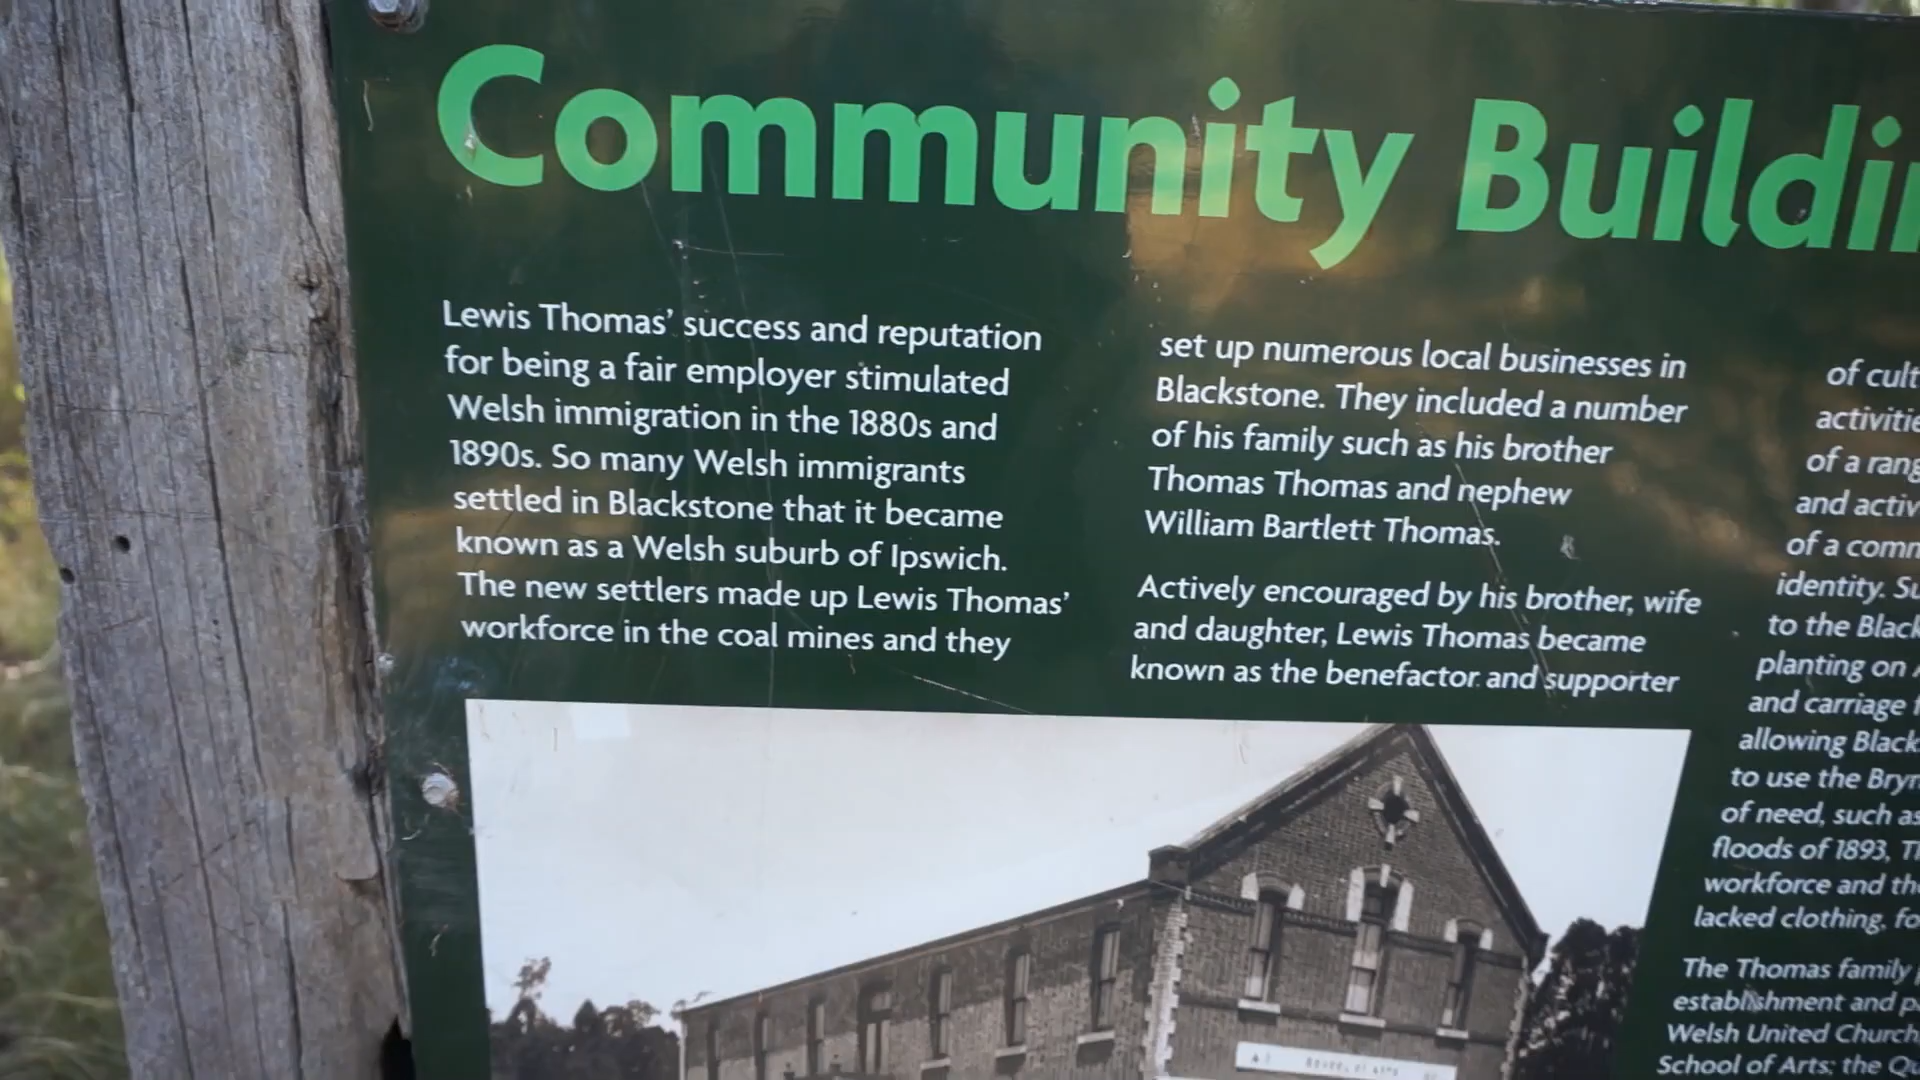 Community Buildin
Lewis Thomas' success and reputation
for being a fair employer stimulated
Welsh immigration in the 1880s and
1890s. So many Welsh immigrants
settled in Blackstone that it became
known as a Welsh suburb of Ipswich.
The new settlers made up Lewis Thomas'
workforce in the coal mines and they
set up numerous local businesses in
Blackstone. They included a number
of his family such as his brother
Thomas Thomas and nephew
William Bartlett Thomas.
Actively encouraged by his brother, wife
and daughter, Lewis Thomas became
known as the benefactor and supporter
of cult
activitie
of a rang
and activ
of a comm
identity. Su
to the Black
planting on
and carriage
allowing Black
to use the Bryn
of need, such as
floods of 1893, Th
workforce and the
lacked clothing, fo
The Thomas family
establishment and p
Welsh United Church
School of Arts; the Qu